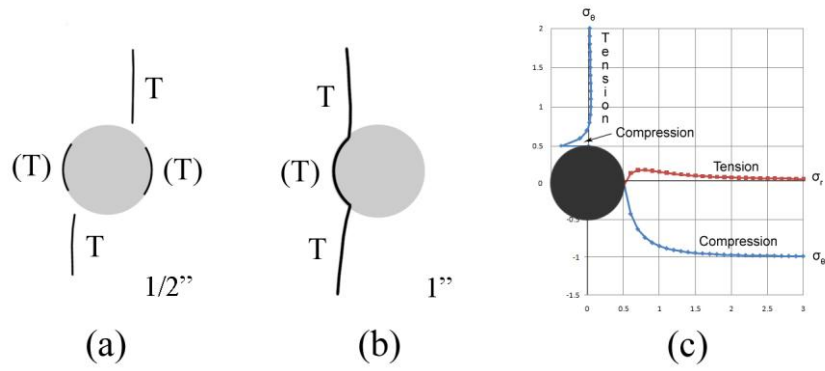 T
(T)
(T)
T
1/2”
(a)
T
(T)
T
1”
(b)
σθ
2
1.5
1
0.5
0
-0.5
-1
-1.5
Tension
Compression
Tension
σr
Compression
σθ
0
0.5
1
1.5
2
2.5
3
(c)